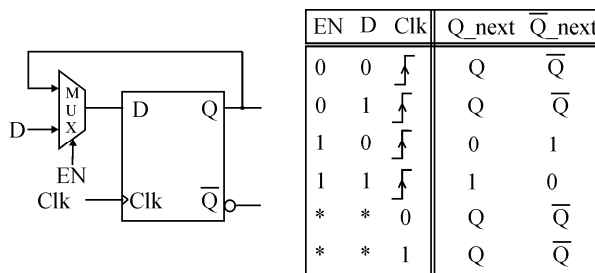 M
U
X
D
EN
Clk
D
Q
Clk
Q̅
EN D Clk Q_next Q̅_next
0 0 Q Q̅
0 1 Q Q̅
1 0 0 1
1 1 1 0
* * 0 Q Q̅
* * 1 Q Q̅